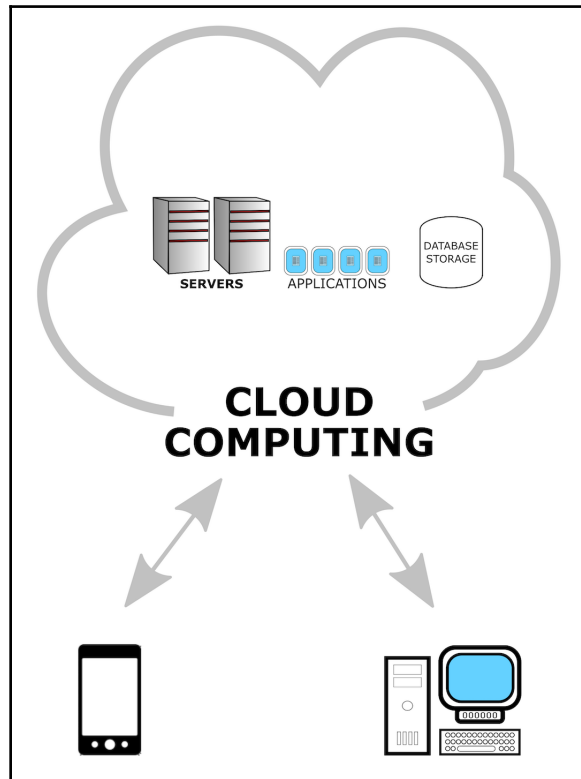 SERVERS
APPLICATIONS
DATABASE
STORAGE
CLOUD
COMPUTING